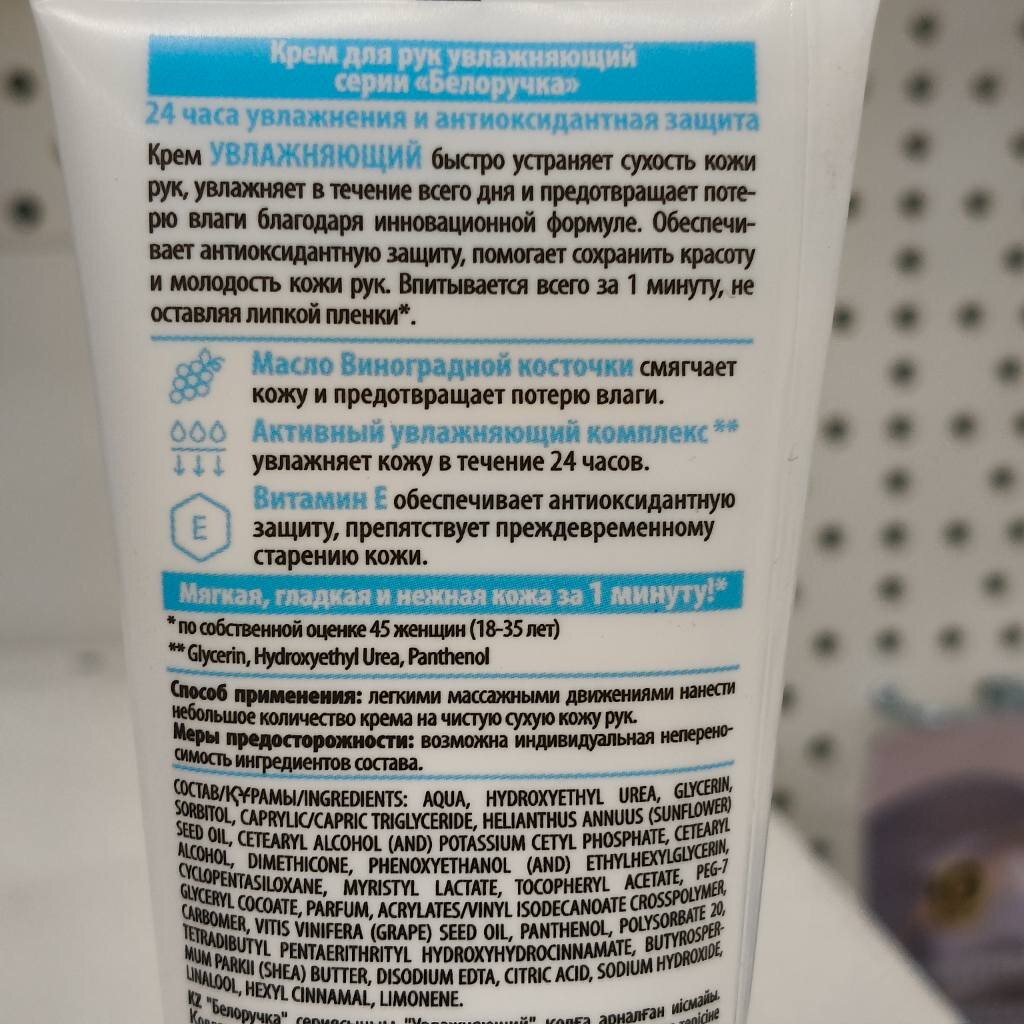 Крем для рук увлажняющий
серии «Белоручка»
24 часа увлажнения и антиоксидантная защита
Крем УВЛАЖНЯЮЩИЙ быстро устраняет сухость кожи
рук, увлажняет в течение всего дня и предотвращает поте-
рю влаги благодаря инновационной формуле. Обеспечи-
вает антиоксидантную защиту, помогает сохранить красоту
и молодость кожи рук. Впитывается всего за 1 минуту, не
оставляя липкой пленки*.
Масло Виноградной косточки смягчает
кожу и предотвращает потерю влаги.
Активный увлажняющий комплекс**
увлажняет кожу в течение 24 часов.
Витамин Е обеспечивает антиоксидантную
E
защиту, препятствует преждевременному
старению кожи.
Мягкая, гладкая и нежная кожа за 1 минуту!*
* по собственной оценке 45 женщин (18-35 лет)
** Glycerin, Hydroxyethyl Urea, Panthenol
Способ применения: легкими массажными движениями нанести
небольшое количество крема на чистую сухую кожу рук.
Меры предосторожности: возможна индивидуальная неперено-
симость ингредиентов состава.
СОСТАВ/ҚҰРАМЫ/INGREDIENTS: AQUA, HYDROXYETHYL UREA, GLYCERIN,
SORBITOL, CAPRYLIC/CAPRIC TRIGLYCERIDE, HELIANTHUS ANNUUS (SUNFLOWER)
SEED OIL, CETEARYL ALCOHOL (AND) POTASSIUM CETYL PHOSPHATE, CETEARYL
ALCOHOL, DIMETHICONE, PHENOXYETHANOL (AND) ETHYLHEXYLGLYCERIN,
CYCLOPENTASILOXANE, MYRISTYL LACTATE, TOCOPHERYL ACETATE, PEG-7
GLYCERYL COCOATE, PARFUM, ACRYLATES/VINYL ISODECANOATE CROSSPOLYMER,
CARBOMER, VITIS VINIFERA (GRAPE) SEED OIL, PANTHENOL, POLYSORBATE 20,
TETRADIBUTYL PENTAERITHRITYL HYDROXYHYDROCINNAMATE, BUTYROSPER-
MUM PARKII (SHEA) BUTTER, DISODIUM EDTA, CITRIC ACID, SODIUM HYDROXIDE,
LINALOOL, HEXYL CINNAMAL, LIMONENE.
KZ "Белоручка" сериясының "Увлажняющий" қолға арналған иісмайы.